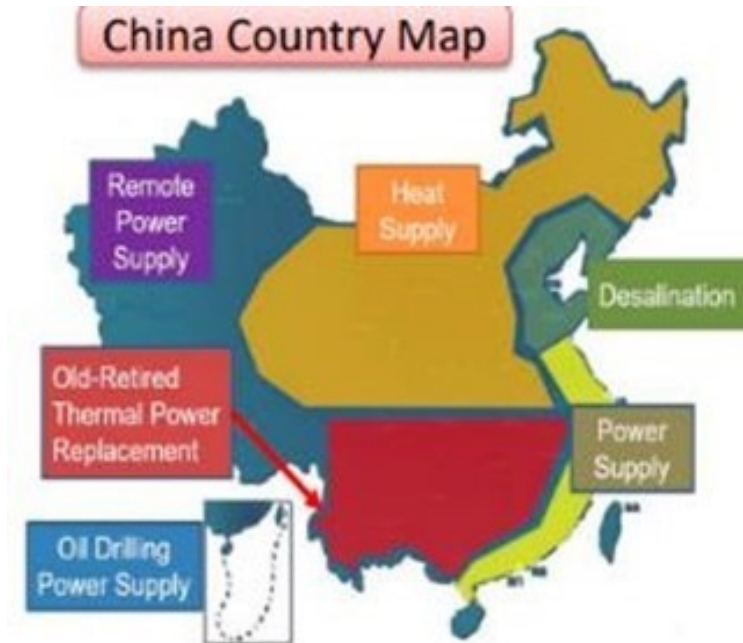 China Country Map
Remote
Power
Supply
Heat
Supply
Desalination
Old-Retired
Thermal Power
Replacement
Power
Supply
Oil Drilling
Power Supply